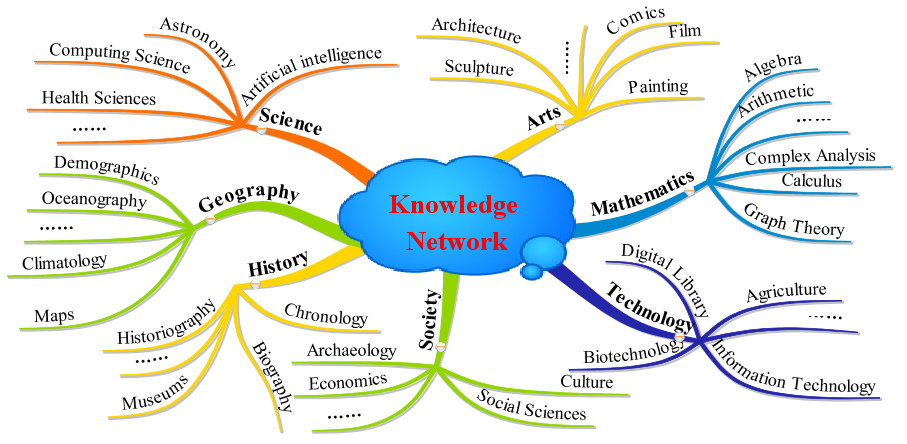 Knowledge
Network
Science
Astronomy
Computing Science
Health Sciences
……
Artificial intelligence
Arts
Architecture
Sculpture
……
Comics
Film
Painting
Mathematics
Algebra
Arithmetic
……
Complex Analysis
Calculus
Graph Theory
Technology
Digital Library
Agriculture
……
Biotechnology
Information Technology
Society
Archaeology
Economics
……
Culture
Social Sciences
History
Chronology
Historiography
……
Museums
Biography
Geography
Demographics
Oceanography
……
Climatology
Maps